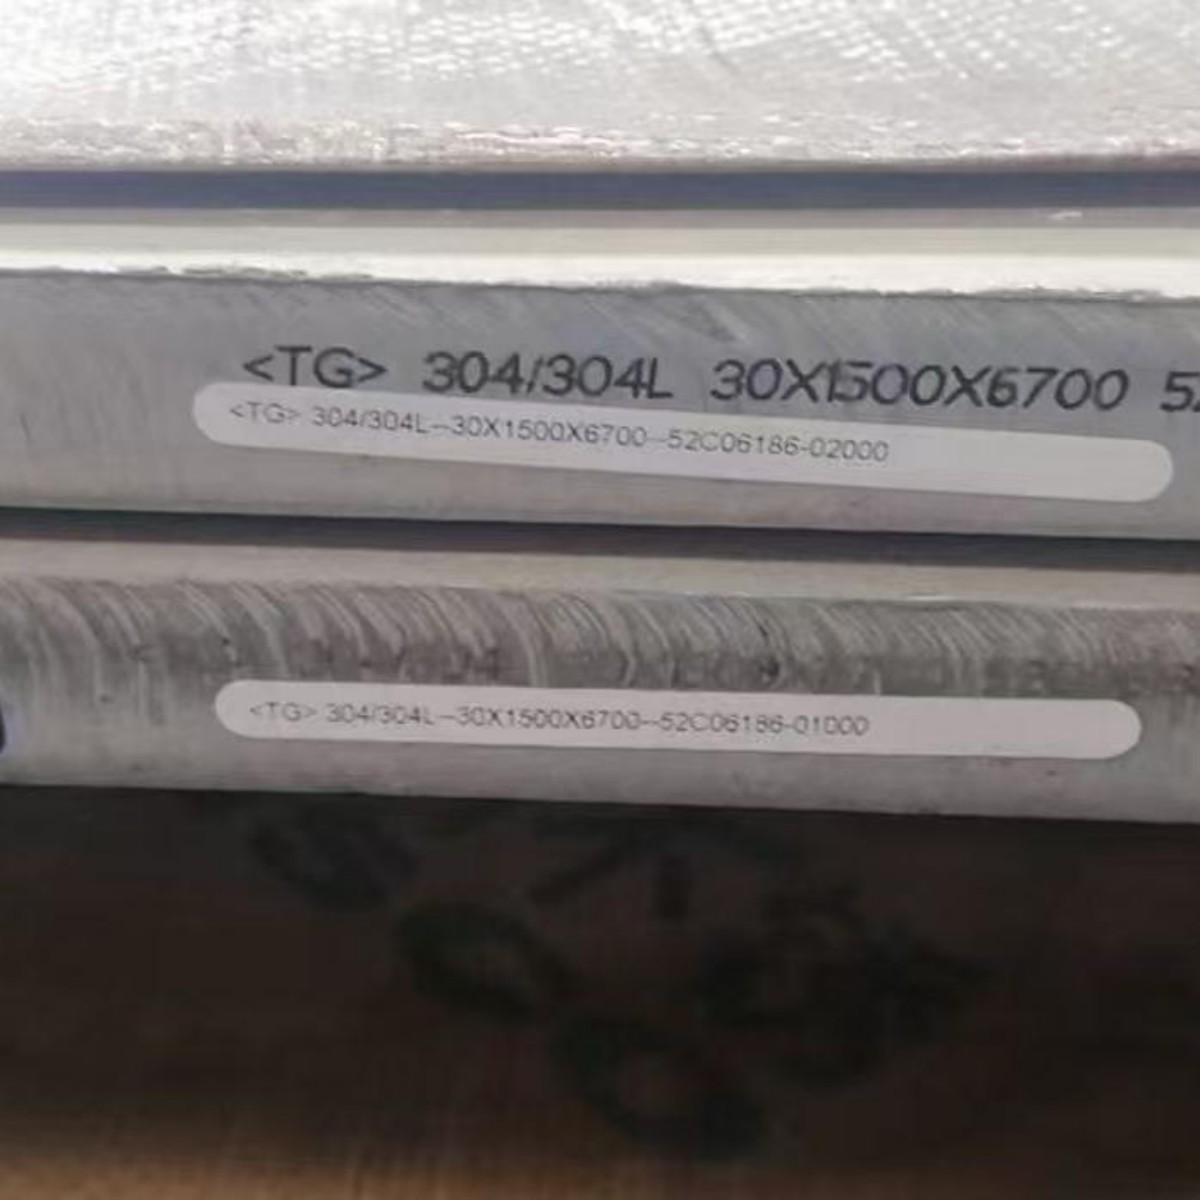 <TG> 304/304L 30X1500X6700
<TG> 304/304L--30X1500X6700--52C06186-02000
<TG> 304/304L--30X1500X6700--52C06186-01000